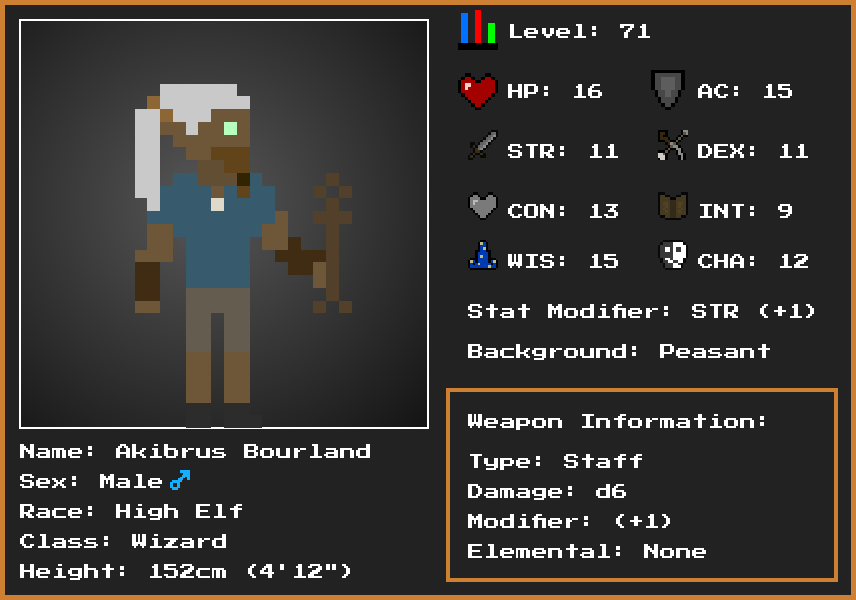 Level: 71
HP: 16 AC: 15
STR: 11 DEX: 11
CON: 13 INT: 9
WIS: 15 CHA: 12
Stat Modifier: STR (+1)
Background: Peasant
Weapon Information:
Type: Staff
Damage: d6
Modifier: (+1)
Elemental: None
Name: Akibrus Bourland
Sex: Male♂
Race: High Elf
Class: Wizard
Height: 152cm (4'12")